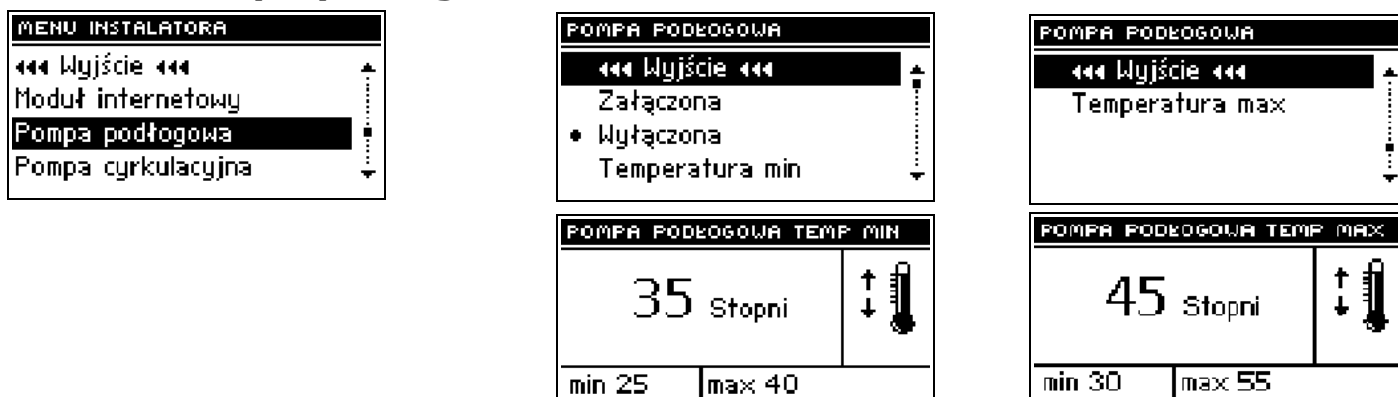 MENU INSTALATORA
Wyjście
Moduł internetowy
Pompa podłogowa
Pompa cyrkulacyjna
POMPA PODŁOGOWA
Wyjście
Załączona
Wyłączona
Temperatura min
POMPA PODŁOGOWA
Wyjście
Temperatura max
POMPA PODŁOGOWA TEMP MIN
35 Stopni
min 25 max 40
POMPA PODŁOGOWA TEMP MAX
45 Stopni
min 30 max 55